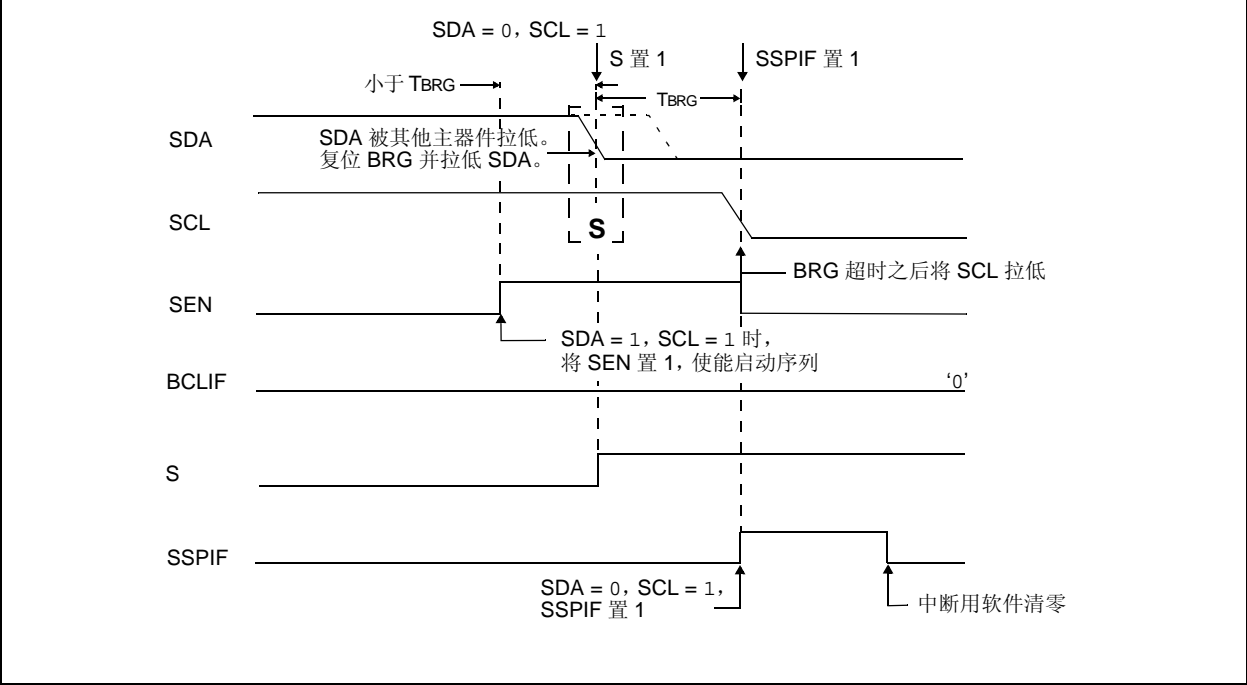 SDA = 0, SCL = 1
S 置 1
SSPIF 置 1
小于 TBRG
TBRG
SDA
SDA 被其他主器件拉低。
复位 BRG 并拉低 SDA。
SCL
S
BRG 超时之后将 SCL 拉低
SEN
SDA = 1, SCL = 1 时,
将 SEN 置 1, 使能启动序列
BCLIF
‘0’
S
SSPIF
SDA = 0, SCL = 1,
SSPIF 置 1
中断用软件清零